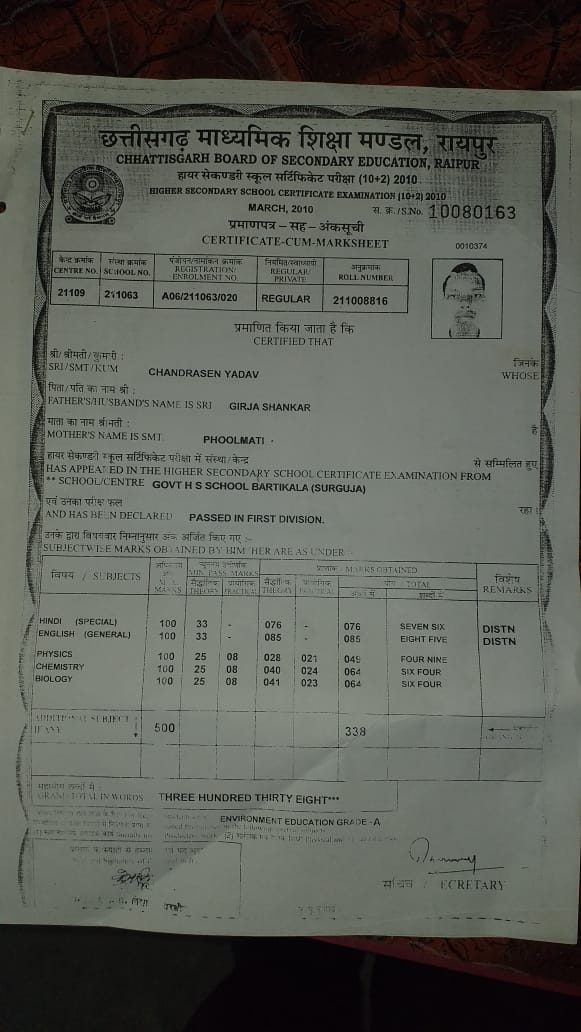 छत्तीसगढ़ माध्यमिक शिक्षा मण्डल, रायपुर
CHHATTISGARH BOARD OF SECONDARY EDUCATION, RAIPUR
हायर सेकण्डरी स्कूल सर्टिफिकेट परीक्षा (10+2) 2010
HIGHER SECONDARY SCHOOL CERTIFICATE EXAMINATION (10+2) 2010
MARCH, 2010 स. क्र./S.No. 10080163
प्रमाणपत्र – सह – अंकसूची
CERTIFICATE-CUM-MARKSHEET 0010374
केन्द्र क्रमांक संस्था क्रमांक पंजीयन/नामांकन क्रमांक नियमित/स्वाध्यायी अनुक्रमांक
CENTRE NO. SCHOOL NO. REGISTRATION/ ENROLMENT NO. REGULAR/ PRIVATE ROLL NUMBER
21109 211063 A06/211063/020 REGULAR 211008816
प्रमाणित किया जाता है कि
CERTIFIED THAT
श्री/श्रीमती/कुमारी : जिनके
SRI/SMT/KUM CHANDRASEN YADAV WHOSE
पिता/पति का नाम श्री :
FATHER'S/HUSBAND'S NAME IS SRI GIRJA SHANKAR
माता का नाम श्रीमती : है
MOTHER'S NAME IS SMT. PHOOLMATI
हायर सेकेण्डरी स्कूल सर्टिफिकेट परीक्षा में संस्था/केन्द्र से सम्मिलित हुए
HAS APPEARED IN THE HIGHER SECONDARY SCHOOL CERTIFICATE EXAMINATION FROM
** SCHOOL/CENTRE GOVT H S SCHOOL BARTIKALA (SURGUJA)
एवं उनका परीक्षा फल रहा
AND HAS BEEN DECLARED PASSED IN FIRST DIVISION.
उनके द्वारा विषयवार निम्नानुसार अंक अर्जित किए गए :-
SUBJECTWISE MARKS OBTAINED BY HIM/HER ARE AS UNDER :-
विषय / SUBJECTS MIN. PASS. MARKS MARKS OBTAINED विशेष
MARKS सैद्धांतिक प्रायोगिक सैद्धांतिक प्रायोगिक योग / TOTAL REMARKS
THEORY PRACTICAL THEORY PRACTICAL अंकों में शब्दों में
HINDI (SPECIAL) 100 33 - 076 - 076 SEVEN SIX DISTN
ENGLISH (GENERAL) 100 33 - 085 - 085 EIGHT FIVE DISTN
PHYSICS 100 25 08 028 021 049 FOUR NINE
CHEMISTRY 100 25 08 040 024 064 SIX FOUR
BIOLOGY 100 25 08 041 023 064 SIX FOUR
ADDITIONAL SUBJECT
IF ANY 500 338
GRAND TOTAL IN WORDS THREE HUNDRED THIRTY EIGHT***
ENVIRONMENT EDUCATION GRADE -A
सचिव / ECRETARY